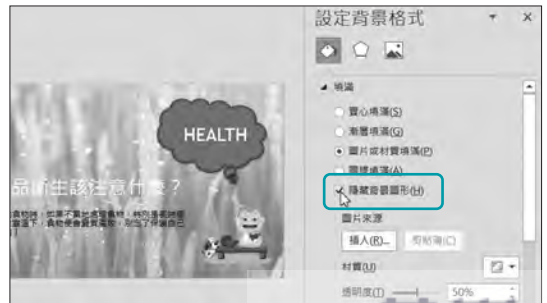 設定背景格式
填滿
實心填滿(S)
漸層填滿(G)
圖片或材質填滿(P)
圖樣填滿(A)
隱藏背景圖形(H)
圖片來源
插入(R)...
剪貼簿(C)
材質(U)
透明度(T) 50%
HEALTH
品衛生該注意什麼?